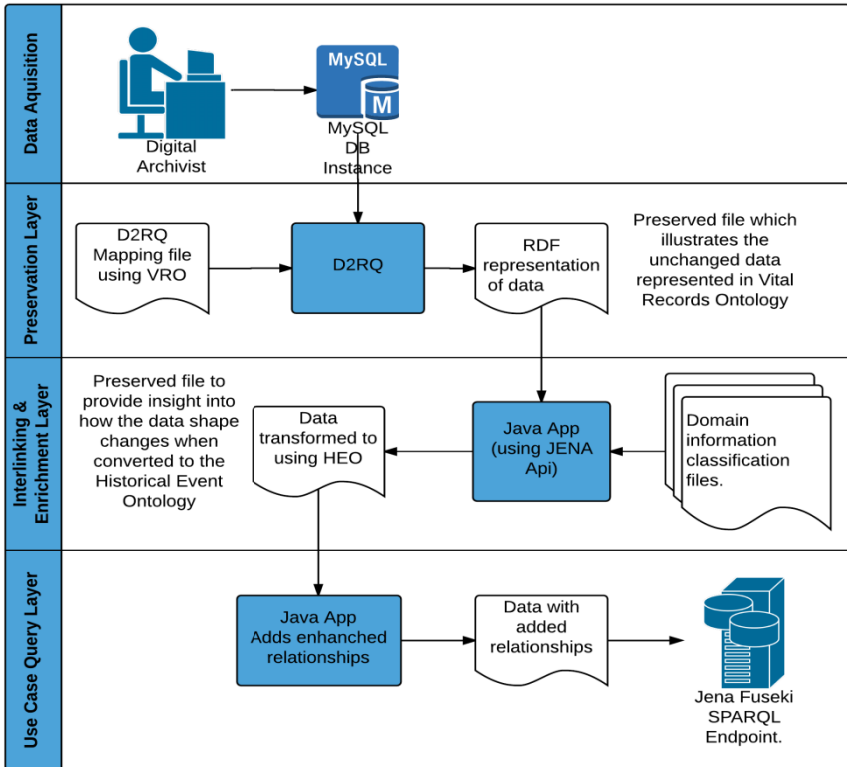 Data Aquisition
Digital
Archivist
MySQL
M
MySQL
DB
Instance
Preservation Layer
D2RQ
Mapping file
using VRO
D2RQ
RDF
representation
of data
Preserved file which
illustrates the
unchanged data
represented in Vital
Records Ontology
Interlinking &
Enrichment Layer
Preserved file to
provide insight into
how the data shape
changes when
converted to the
Historical Event
Ontology
Data
transformed to
using HEO
Java App
(using JENA
Api)
Domain
information
classification
files.
Use Case Query Layer
Java App
Adds enhanched
relationships
Data with
added
relationships
Jena Fuseki
SPARQL
Endpoint.